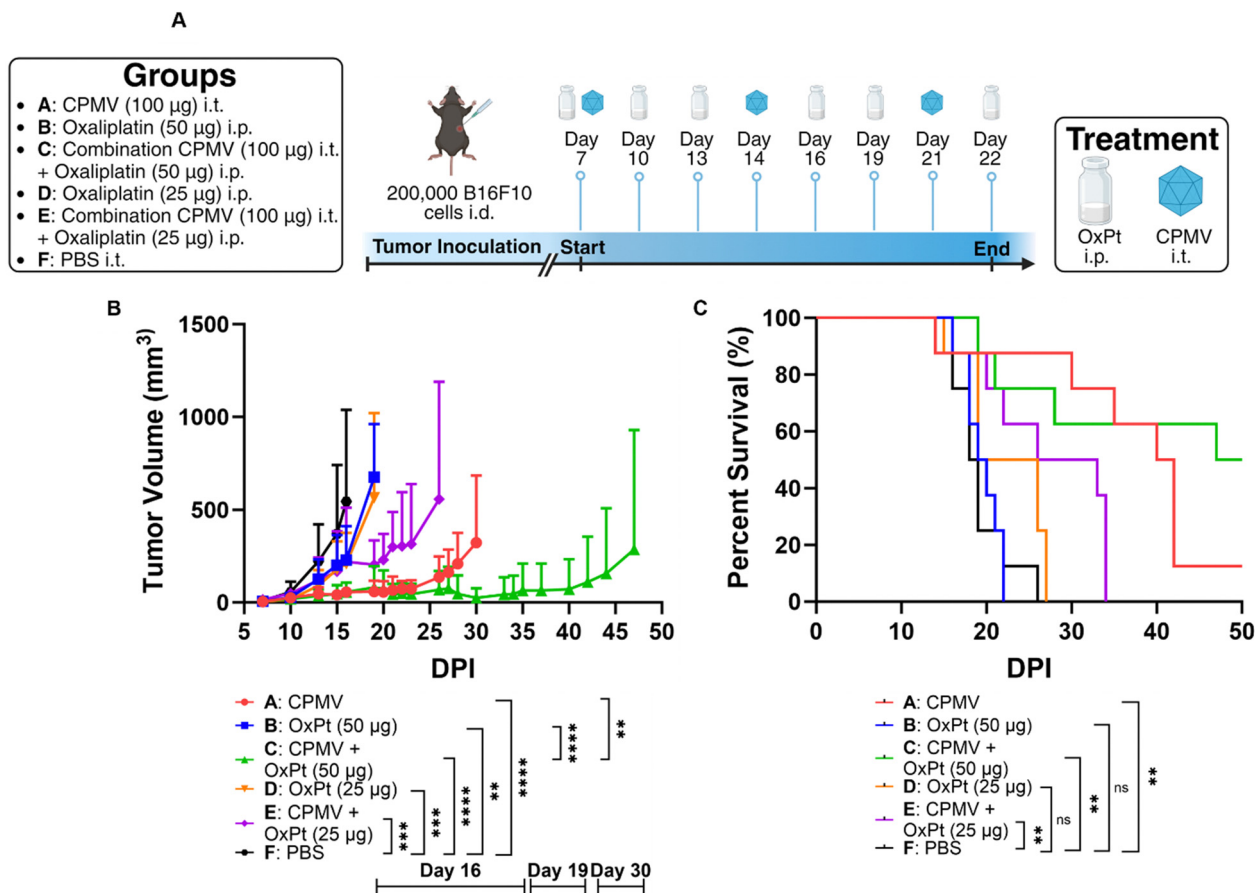 A
Groups
• A: CPMV (100 µg) i.t.
• B: Oxaliplatin (50 µg) i.p.
• C: Combination CPMV (100 µg) i.t.
+ Oxaliplatin (50 µg) i.p.
• D: Oxaliplatin (25 µg) i.p.
• E: Combination CPMV (100 µg) i.t.
+ Oxaliplatin (25 µg) i.p.
• F: PBS i.t.
200,000 B16F10
cells i.d.
Day Day Day Day Day Day Day Day
7 10 13 14 16 19 21 22
Tumor Inoculation Start End
Treatment
OxPt CPMV
i.p. i.t.
B
Tumor Volume (mm³)
1500
1000
500
0
5 10 15 20 25 30 35 40 45 50
DPI
A: CPMV
B: OxPt (50 µg)
C: CPMV +
OxPt (50 µg)
D: OxPt (25 µg)
E: CPMV +
OxPt (25 µg)
F: PBS
***
***
****
**
****
****
**
Day 16 Day 19 Day 30
C
Percent Survival (%)
100
80
60
40
20
0
0 10 20 30 40 50
DPI
A: CPMV
B: OxPt (50 µg)
C: CPMV +
OxPt (50 µg)
D: OxPt (25 µg)
E: CPMV +
OxPt (25 µg)
F: PBS
**
ns
**
ns
**